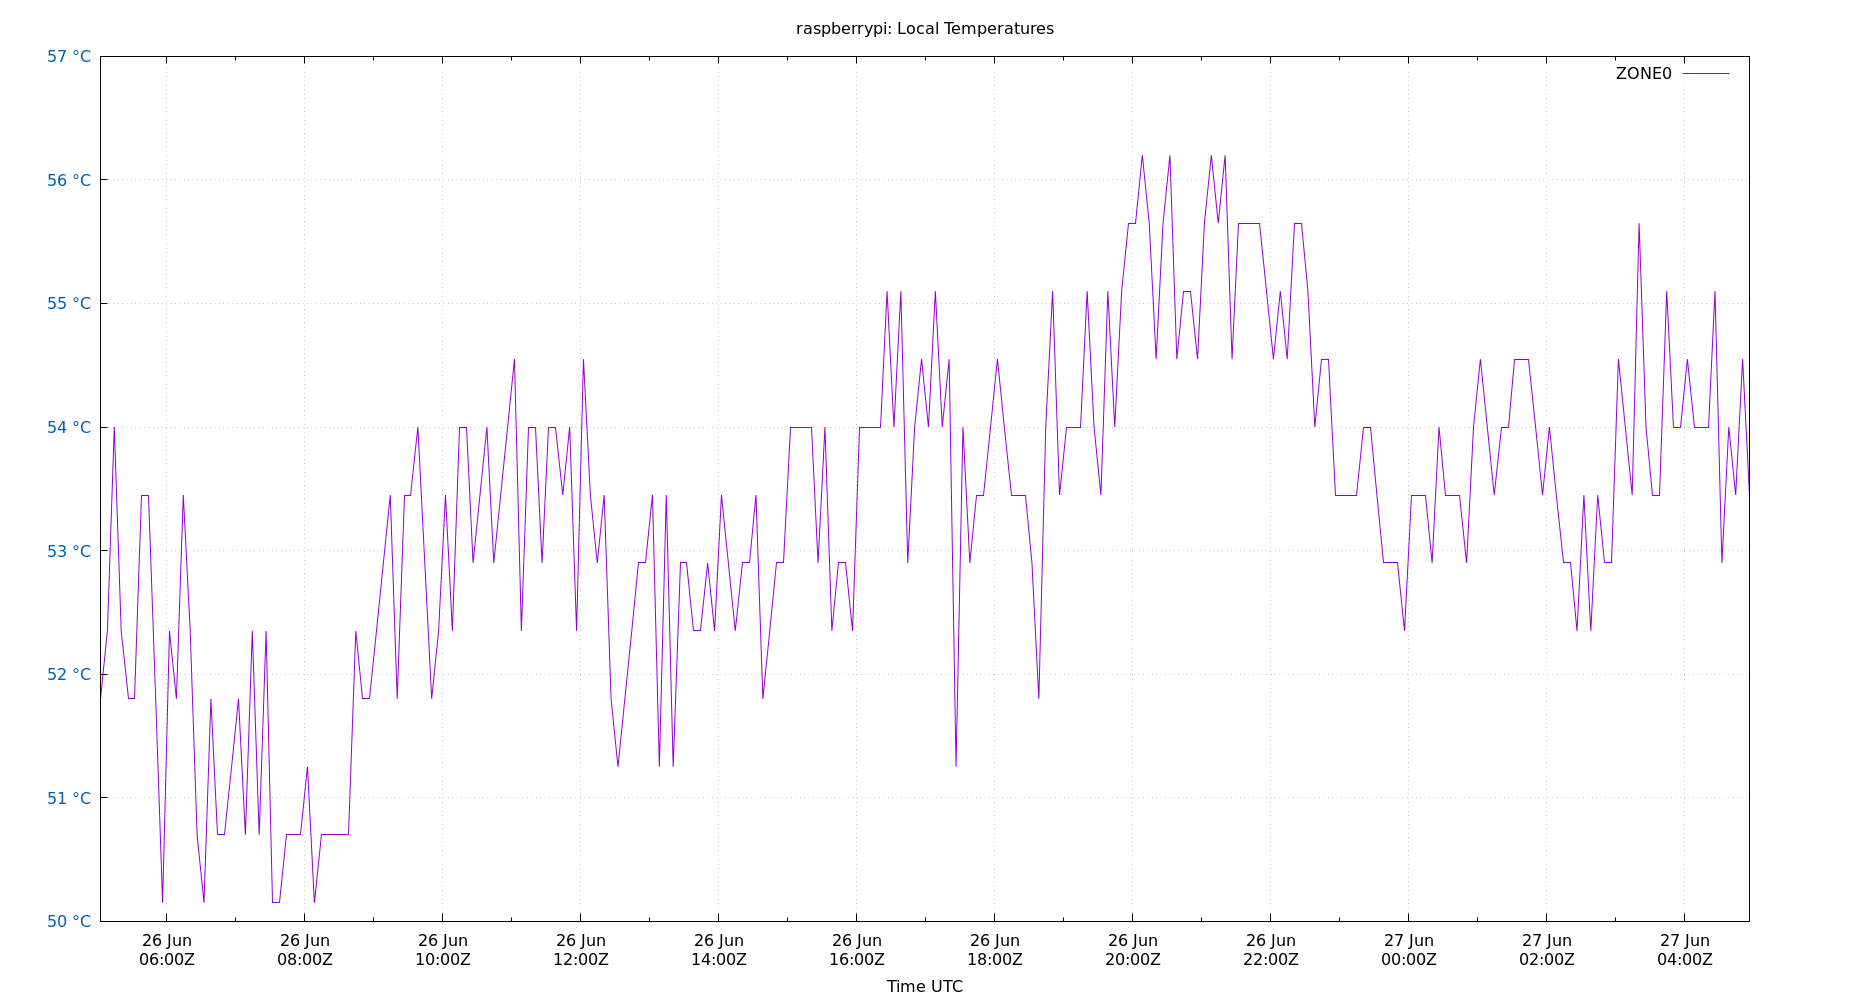 raspberrypi: Local Temperatures
57 °C
ZONE0
56 °C
55 °C
54 °C
53 °C
52 °C
51 °C
50 °C
26 Jun 26 Jun 26 Jun 26 Jun 26 Jun 26 Jun 26 Jun 26 Jun 26 Jun 27 Jun 27 Jun 27 Jun
06:00Z 08:00Z 10:00Z 12:00Z 14:00Z 16:00Z 18:00Z 20:00Z 22:00Z 00:00Z 02:00Z 04:00Z
Time UTC